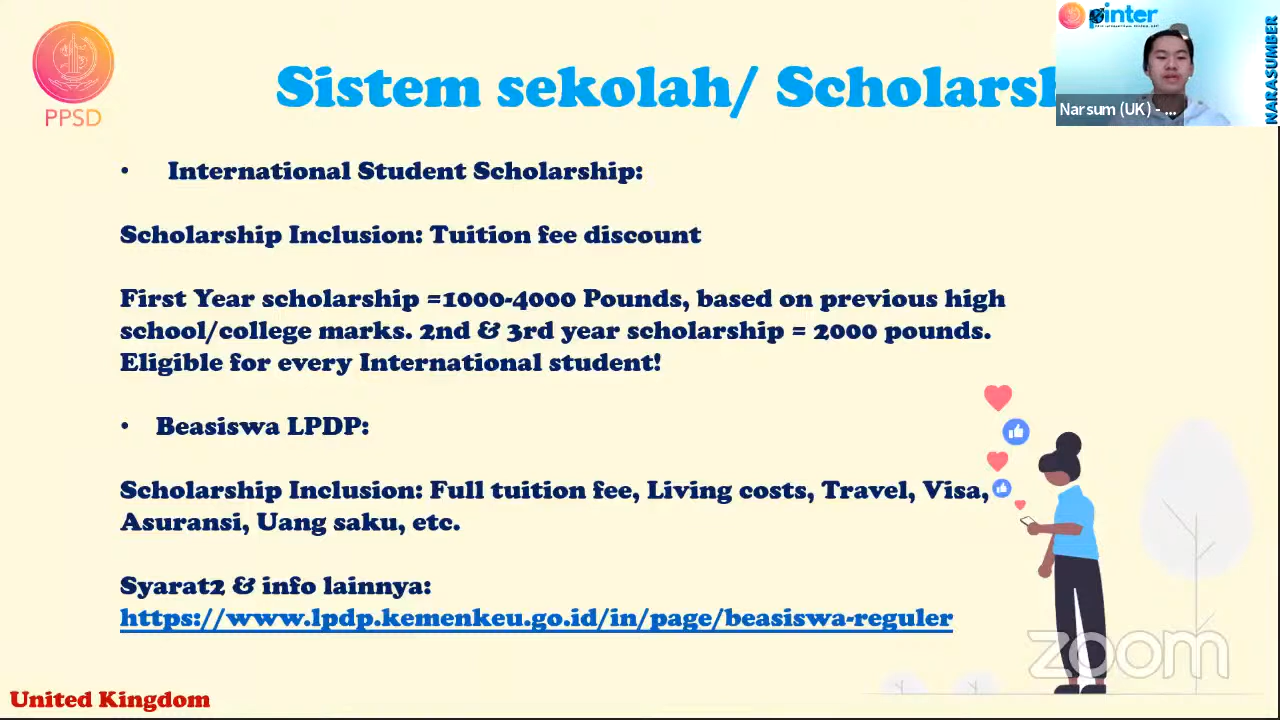 PPSD
Sistem sekolah/ Scholarsh
pinter
NARASUMBER
Narsum (UK) - ...
• International Student Scholarship:
Scholarship Inclusion: Tuition fee discount
First Year scholarship =1000-4000 Pounds, based on previous high
school/college marks. 2nd & 3rd year scholarship = 2000 pounds.
Eligible for every International student!
• Beasiswa LPDP:
Scholarship Inclusion: Full tuition fee, Living costs, Travel, Visa,
Asuransi, Uang saku, etc.
Syarat2 & info lainnya:
https://www.lpdp.kemenkeu.go.id/in/page/beasiswa-reguler
zoom
United Kingdom